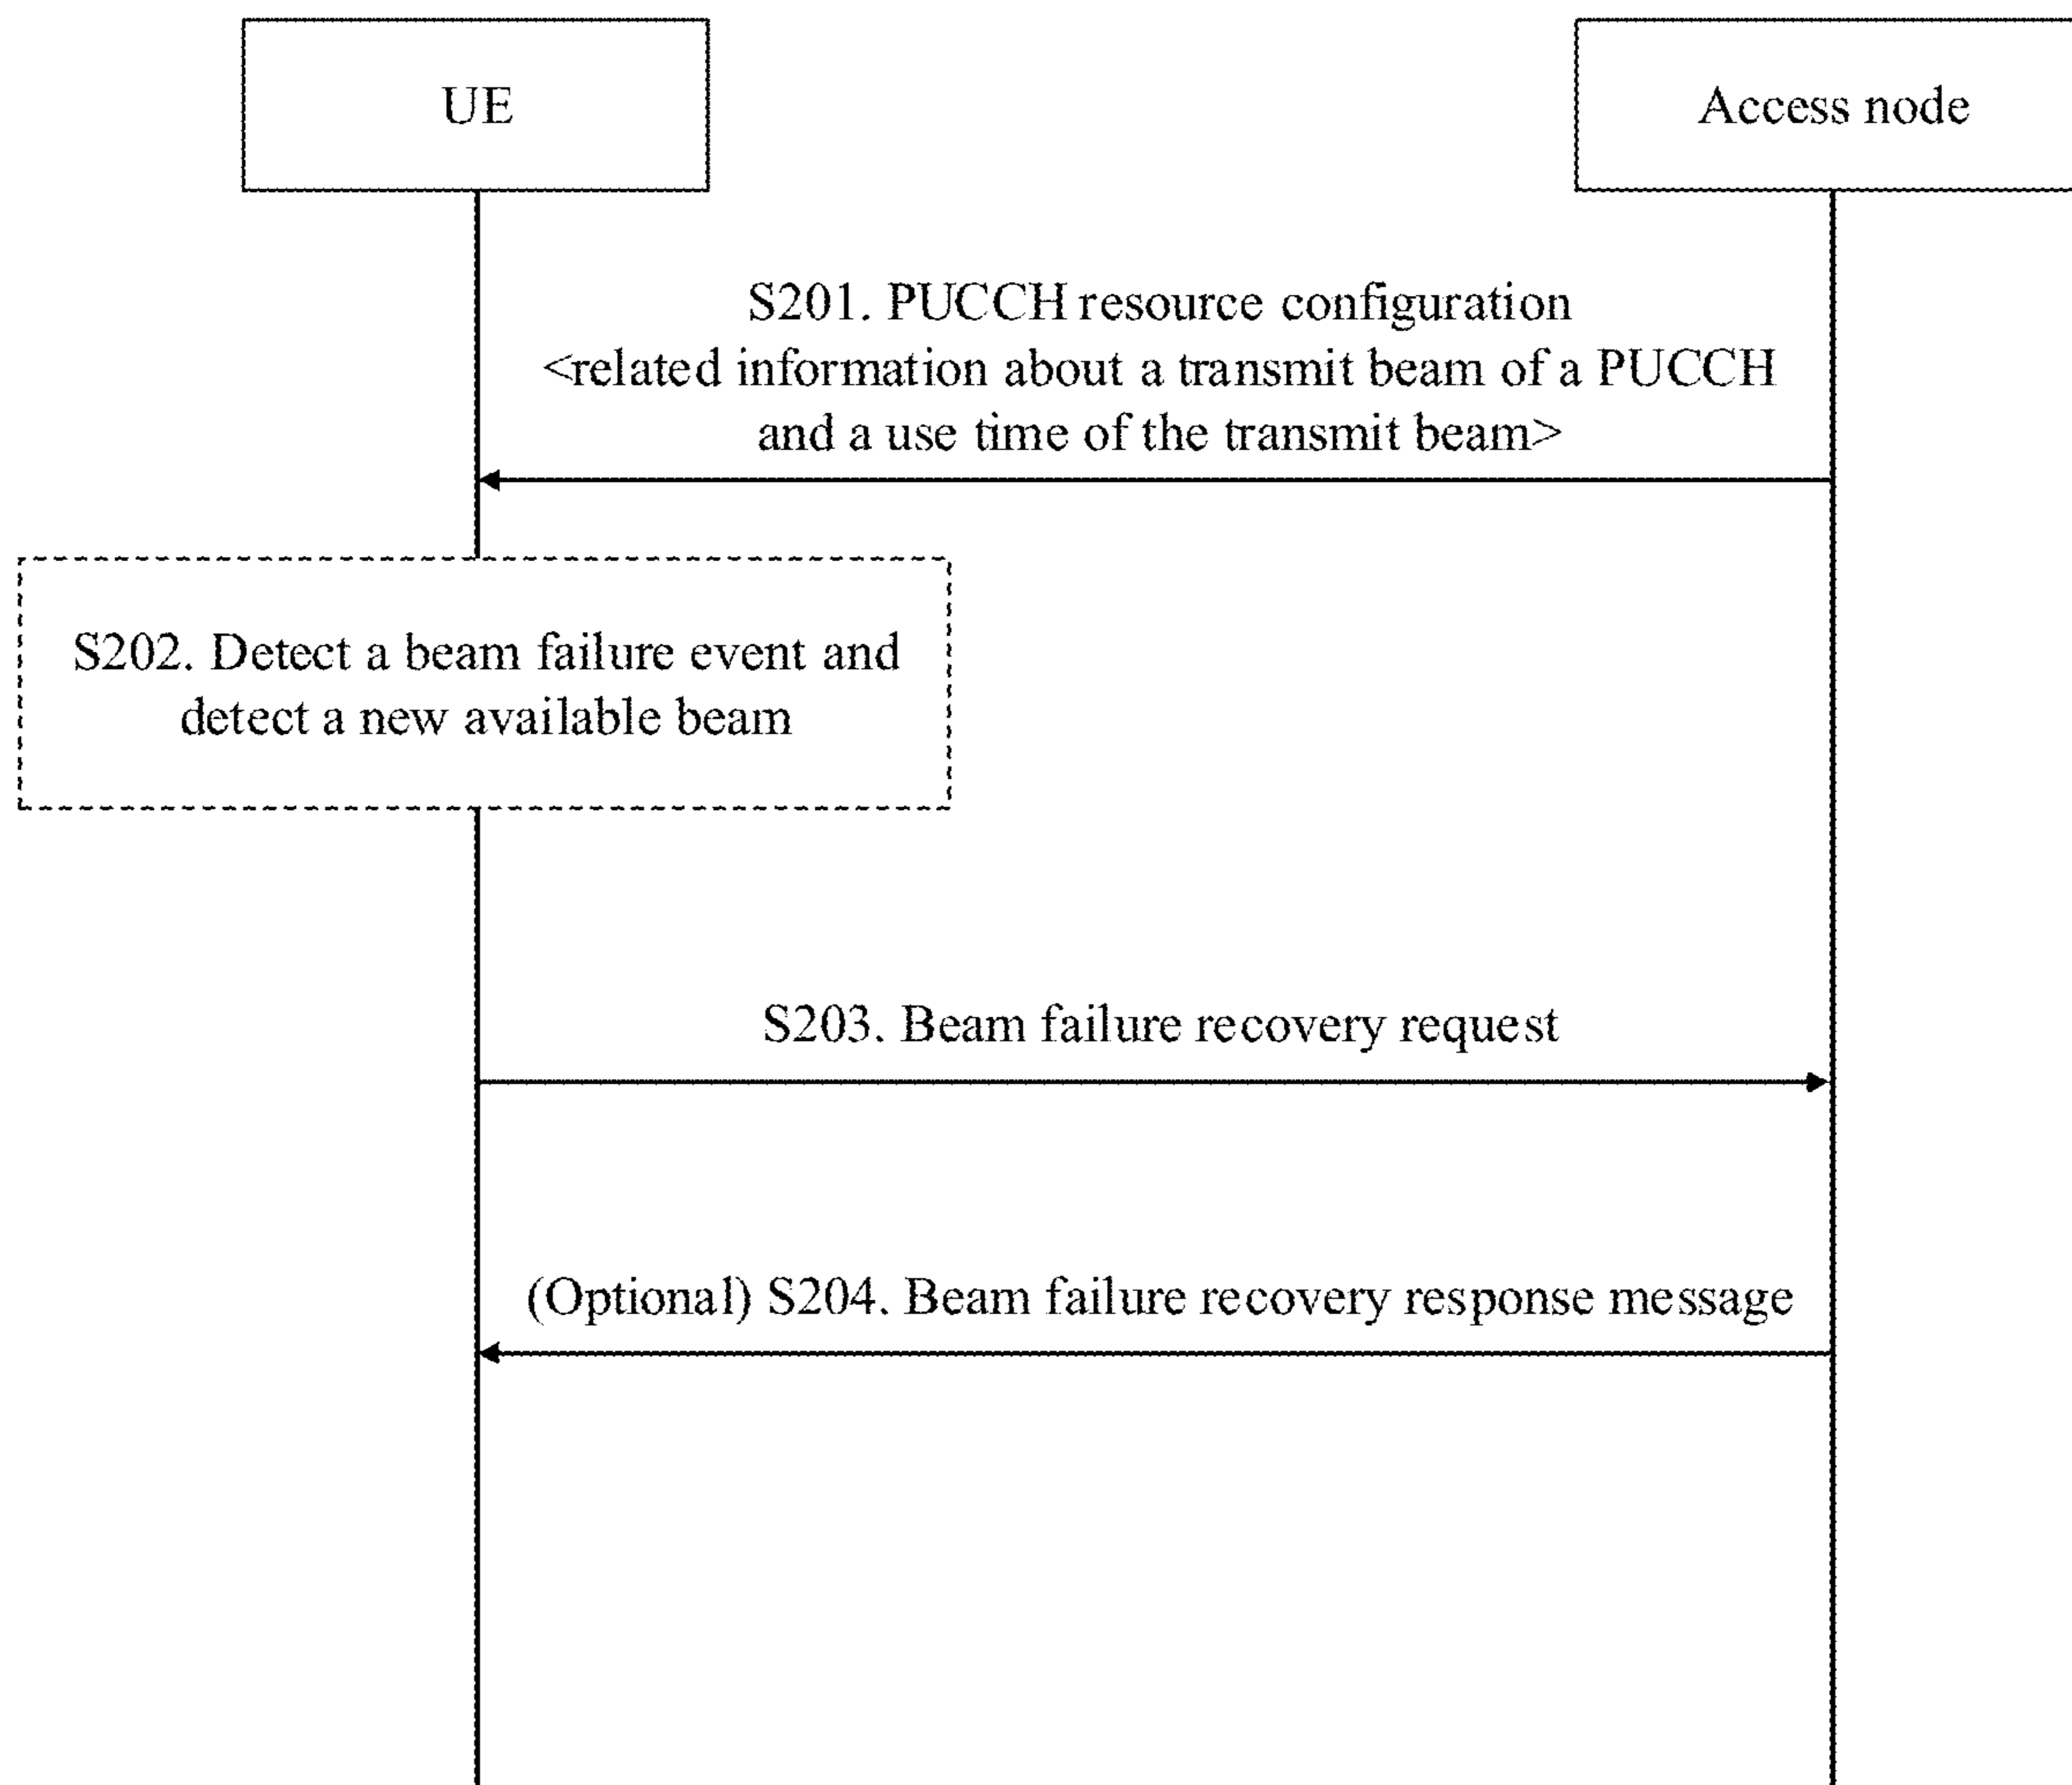 UE
Access node
S201. PUCCH resource configuration
<related information about a transmit beam of a PUCCH
and a use time of the transmit beam>
S202. Detect a beam failure event and
detect a new available beam
S203. Beam failure recovery request
(Optional) S204. Beam failure recovery response message